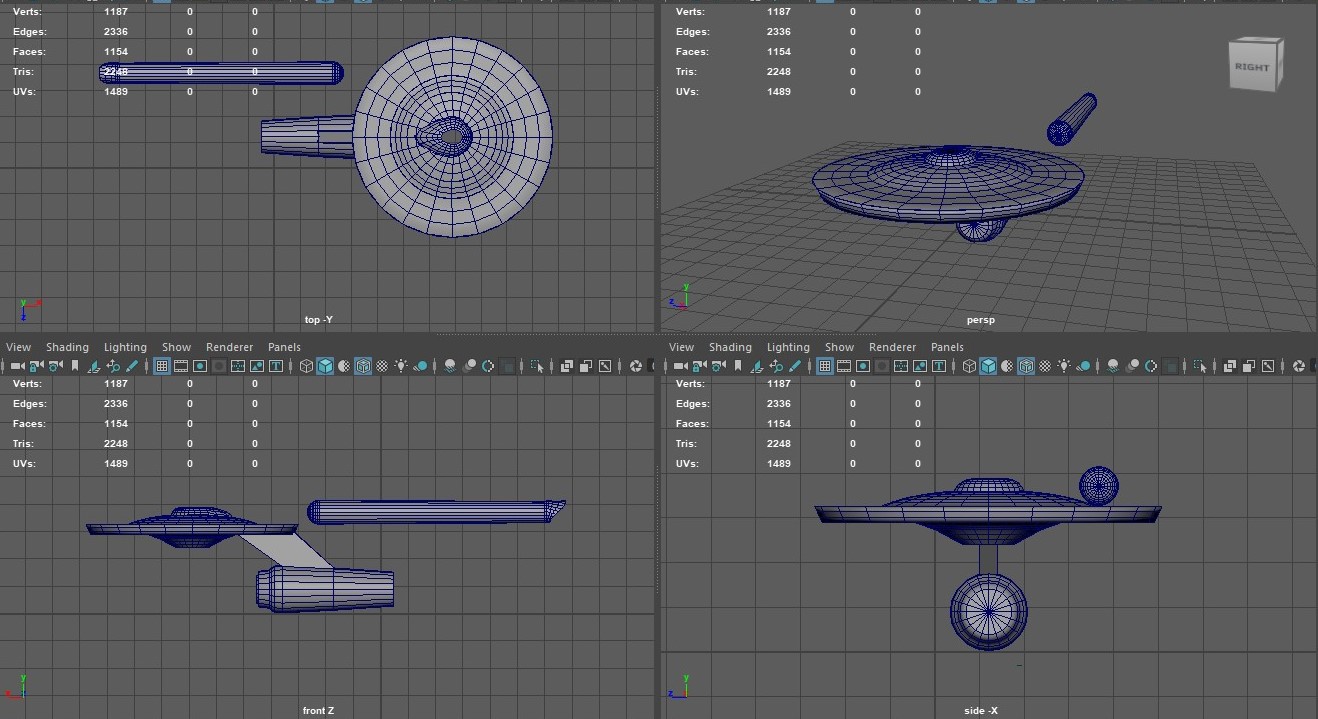 Verts: 1187 0 0
Edges: 2336 0 0
Faces: 1154 0 0
Tris: 2248 0 0
UVs: 1489 0 0
y
x
z
top -Y
Verts: 1187 0 0
Edges: 2336 0 0
Faces: 1154 0 0
Tris: 2248 0 0
UVs: 1489 0 0
RIGHT
y
z
persp
View Shading Lighting Show Renderer Panels
Verts: 1187 0 0
Edges: 2336 0 0
Faces: 1154 0 0
Tris: 2248 0 0
UVs: 1489 0 0
y
x
front Z
View Shading Lighting Show Renderer Panels
Verts: 1187 0 0
Edges: 2336 0 0
Faces: 1154 0 0
Tris: 2248 0 0
UVs: 1489 0 0
y
z
side -X